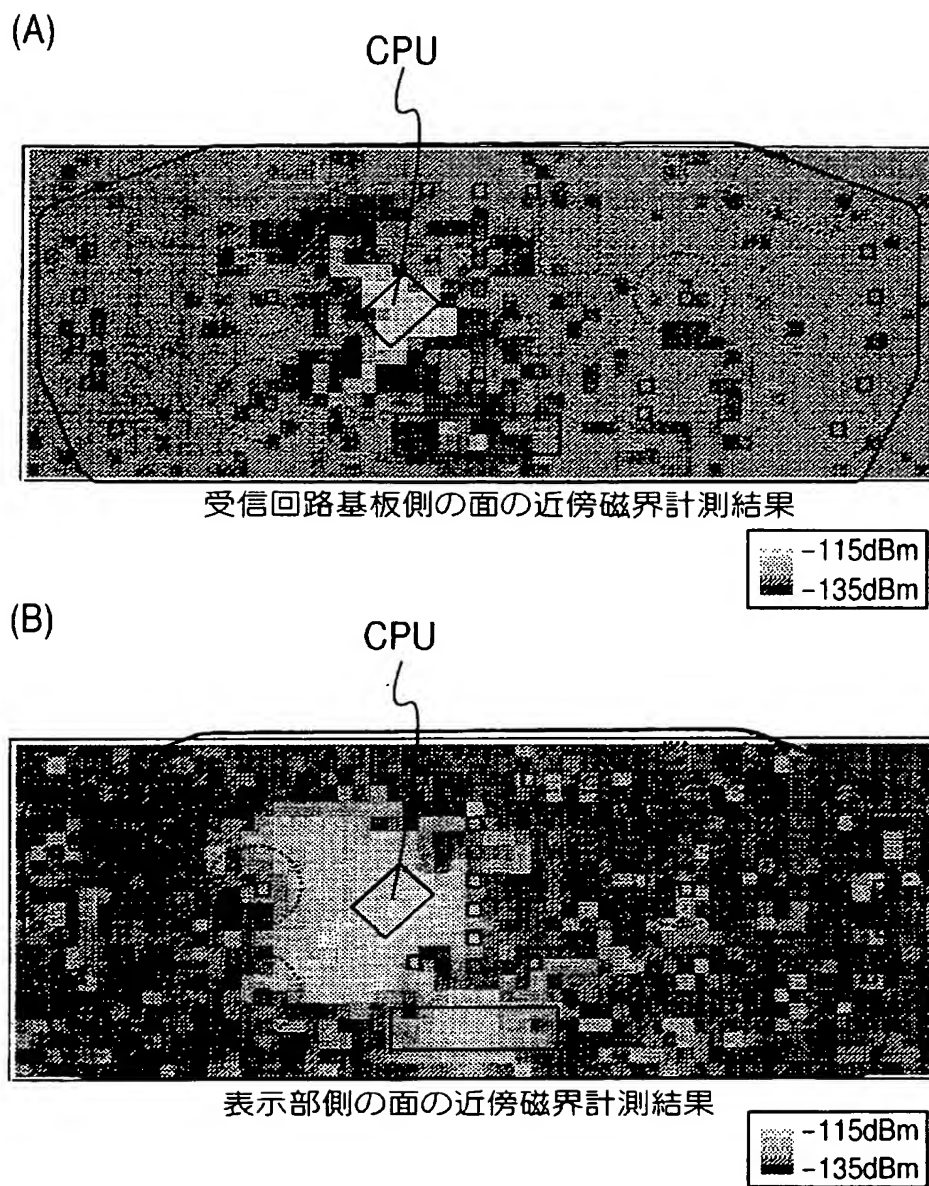 (A)
CPU
受信回路基板側の面の近傍磁界計測結果
-115dBm
-135dBm
(B)
CPU
表示部側の面の近傍磁界計測結果
-115dBm
-135dBm